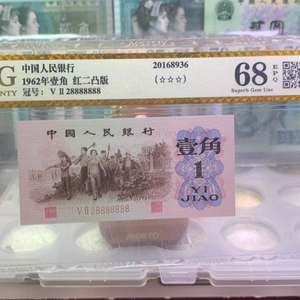 G
NTY
中国人民银行
1962年壹角 红二凸版
冠号: V II 28888888
20168936
(☆☆☆)
68 EPQ
Superb Gem Unc
中国人民银行
壹角
1
YI
JIAO
V II 28888888